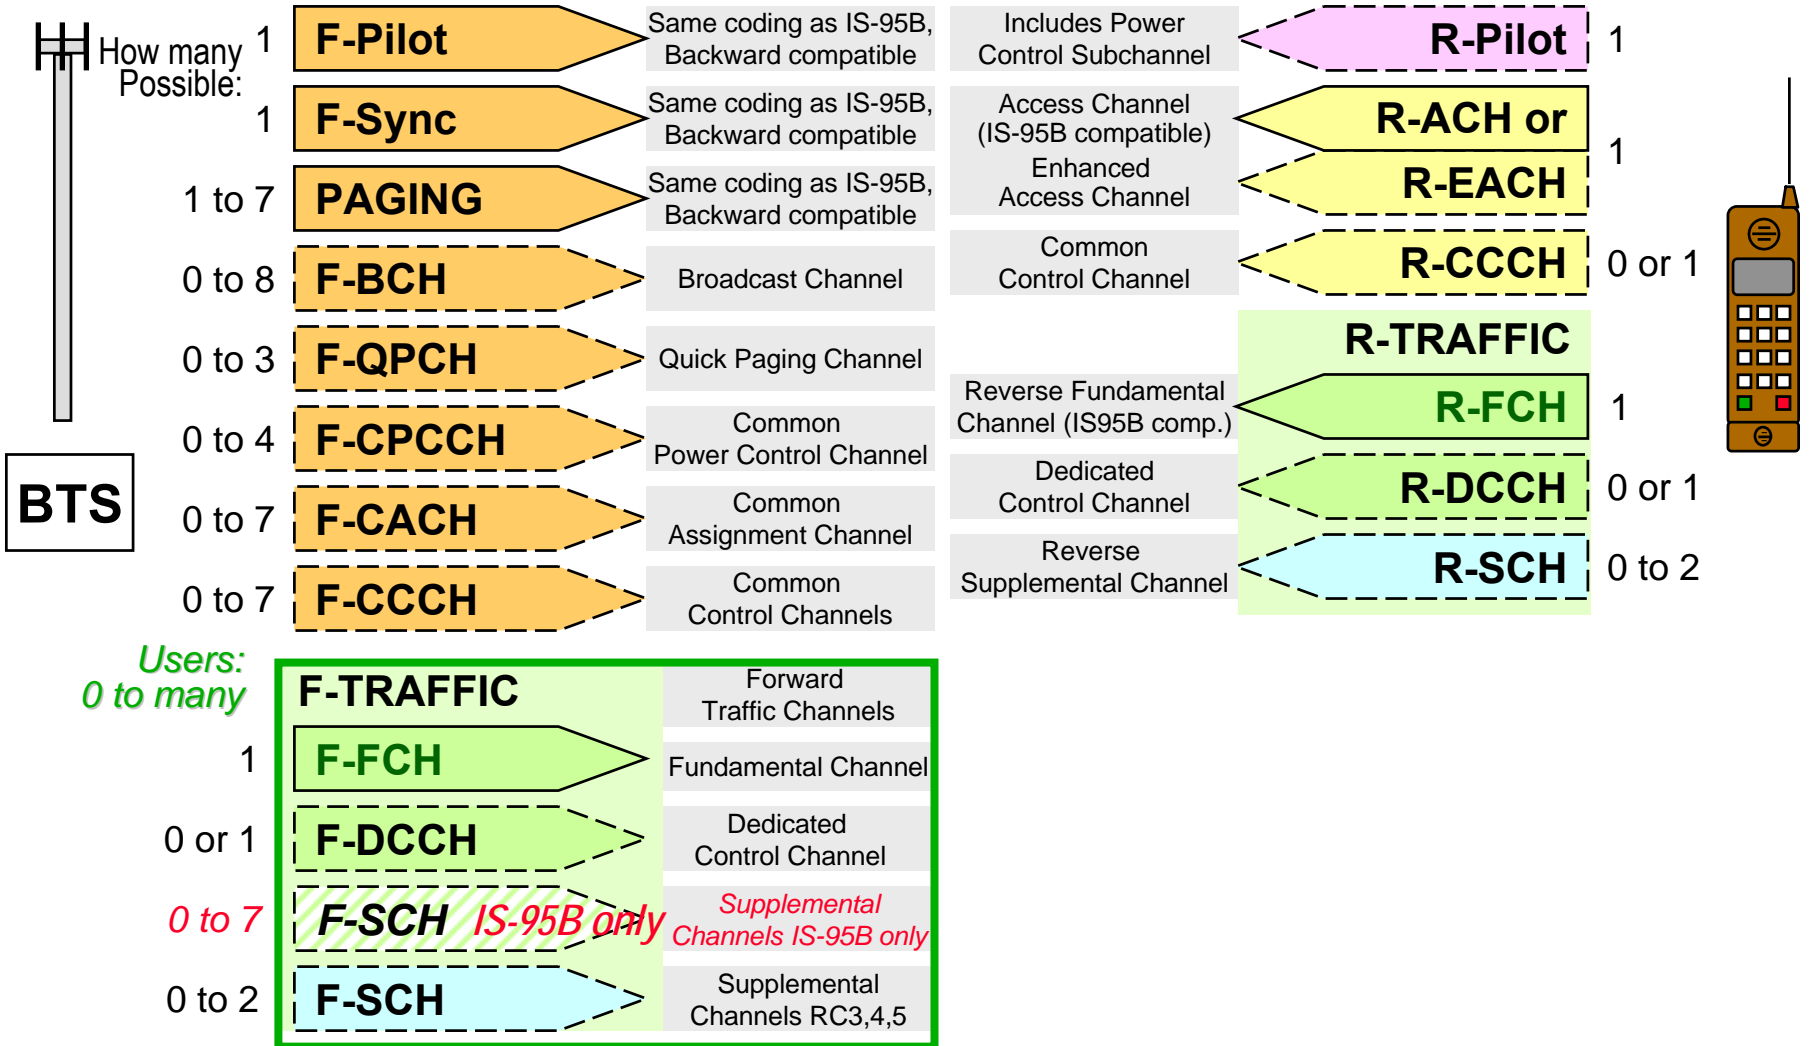 How many
Possible:
1
F-Pilot
Same coding as IS-95B,
Backward compatible
1
F-Sync
Same coding as IS-95B,
Backward compatible
1 to 7
PAGING
Same coding as IS-95B,
Backward compatible
0 to 8
F-BCH
Broadcast Channel
0 to 3
F-QPCH
Quick Paging Channel
0 to 4
F-CPCCH
Common
Power Control Channel
BTS
0 to 7
F-CACH
Common
Assignment Channel
0 to 7
F-CCCH
Common
Control Channels
Users:
0 to many
F-TRAFFIC
Forward
Traffic Channels
1
F-FCH
Fundamental Channel
0 or 1
F-DCCH
Dedicated
Control Channel
0 to 7
F-SCH IS-95B only
Supplemental
Channels IS-95B only
0 to 2
F-SCH
Supplemental
Channels RC3,4,5
Includes Power
Control Subchannel
R-Pilot
1
Access Channel
(IS-95B compatible)
R-ACH or
1
Enhanced
Access Channel
R-EACH
Common
Control Channel
R-CCCH
0 or 1
R-TRAFFIC
Reverse Fundamental
Channel (IS95B comp.)
R-FCH
1
Dedicated
Control Channel
R-DCCH
0 or 1
Reverse
Supplemental Channel
R-SCH
0 to 2